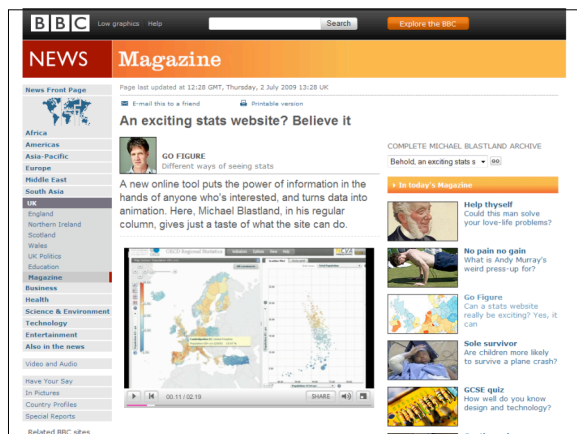 BBC
Low graphics Help
Search
Explore the BBC
NEWS
Magazine
News Front Page
Africa
Americas
Asia-Pacific
Europe
Middle East
South Asia
UK
England
Northern Ireland
Scotland
Wales
UK Politics
Education
Magazine
Business
Health
Science & Environment
Technology
Entertainment
Also in the news
Video and Audio
Have Your Say
In Pictures
Country Profiles
Special Reports
Related BBC sites
Page last updated at 12:28 GMT, Thursday, 2 July 2009 13:28 UK
E-mail this to a friend
Printable version
An exciting stats website? Believe it
GO FIGURE
Different ways of seeing stats
A new online tool puts the power of information in the
hands of anyone who's interested, and turns data into
animation. Here, Michael Blastland, in his regular
column, gives just a taste of what the site can do.
OECD Regional Statistics
00:11 / 02:19
SHARE
COMPLETE MICHAEL BLASTLAND ARCHIVE
Behold, an exciting stats s
GO
In today's Magazine
Help thyself
Could this man solve
your love-life problems?
No pain no gain
What is Andy Murray's
weird press-up for?
Go Figure
Can a stats website
really be exciting? Yes, it
can
Sole survivor
Are children more likely
to survive a plane crash?
GCSE quiz
How well do you know
design and technology?